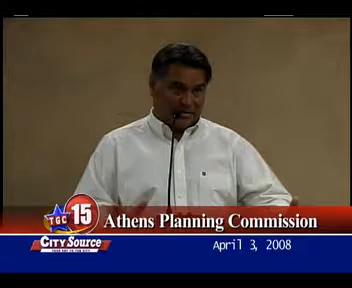 TGC 15
Athens Planning Commission
CITY SOURCE
April 3, 2008